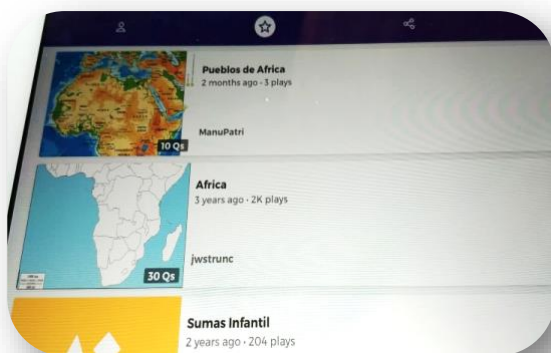 Pueblos de Africa
2 months ago · 3 plays
ManuPatri
10 Qs
Africa
3 years ago · 2K plays
jwstrunc
30 Qs
Sumas Infantil
2 years ago · 204 plays